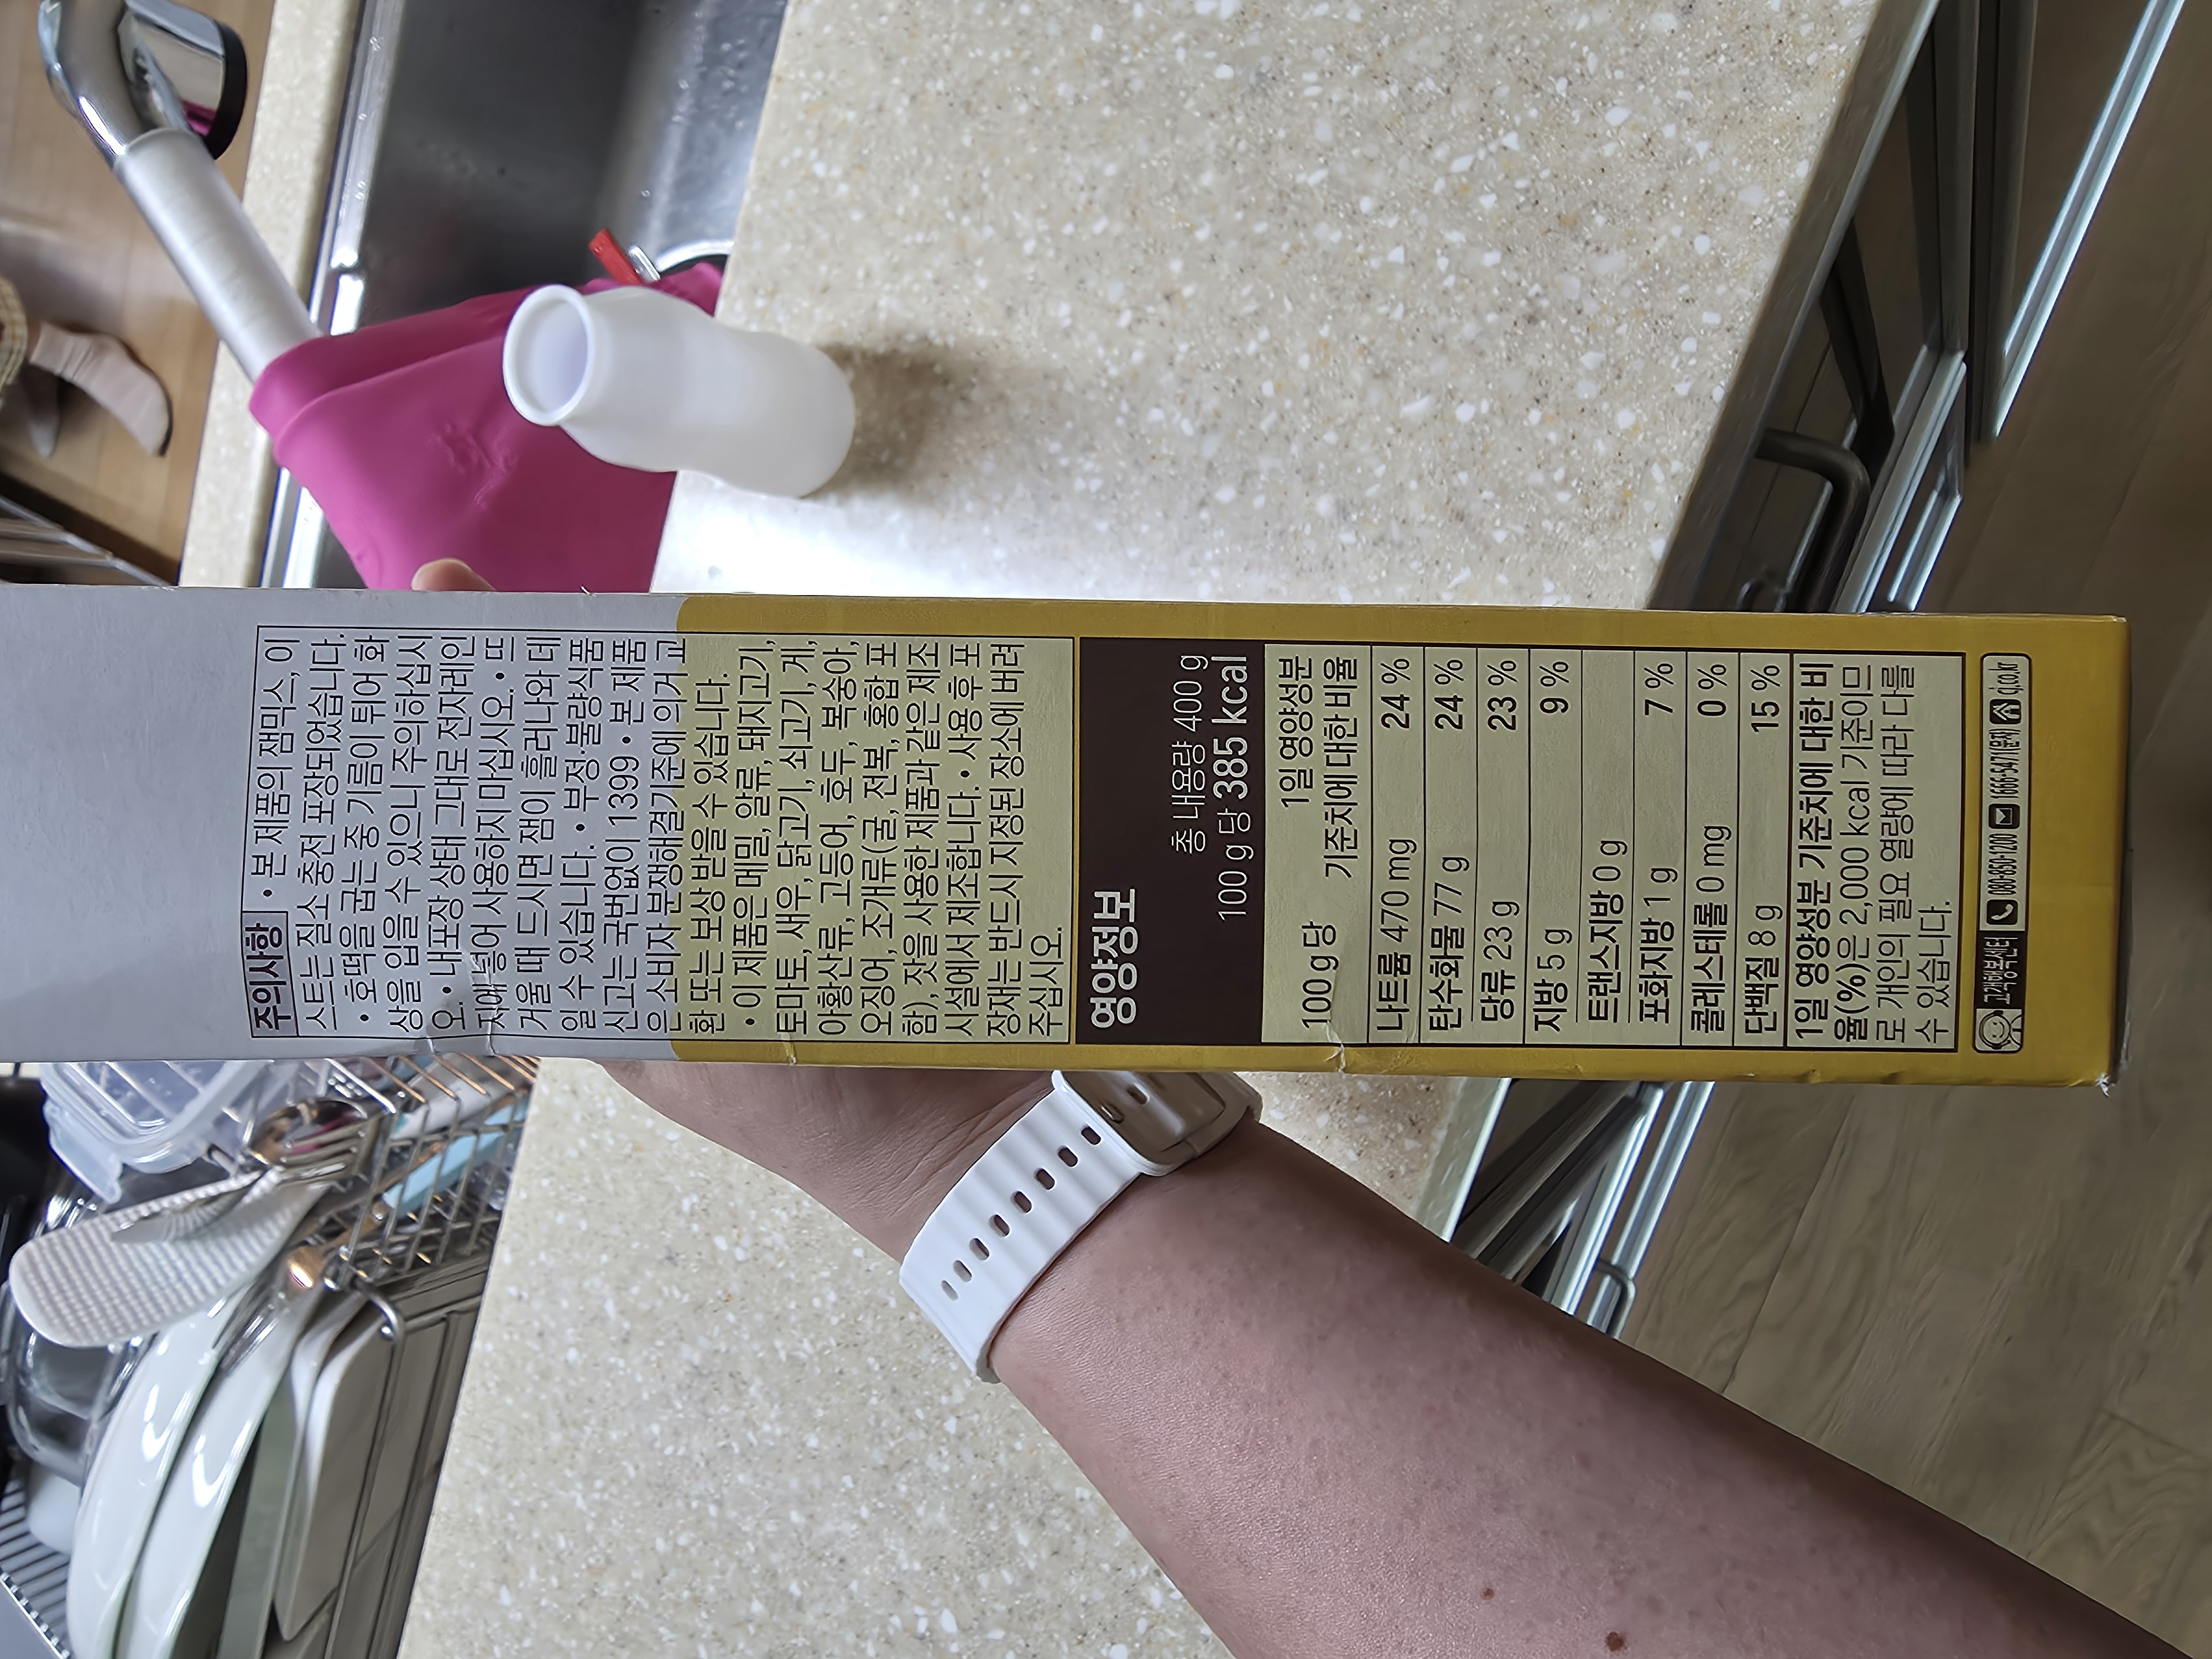 주의사항 • 본 제품의 잼믹스, 이
스트는 질소 충전 포장되었습니다.
• 호떡을 굽는 중 기름이 튀어 화
상을 입을 수 있으니 주의하십시
오. • 내포장 상태 그대로 전자레인
지에 넣어 사용하지 마십시오. • 뜨
거울 때 드시면 잼이 흘러나와 데
일 수 있습니다. • 부정·불량식품
신고는 국번없이 1399 • 본 제품
은 소비자 분쟁해결기준에 의거 교
환 또는 보상 받을 수 있습니다.
• 이 제품은 메밀, 알류, 돼지고기,
토마토, 새우, 닭고기, 쇠고기, 게,
아황산류, 고등어, 호두, 복숭아,
오징어, 조개류(굴, 전복, 홍합 포
함), 잣을 사용한 제품과 같은 제조
시설에서 제조합니다. • 사용 후 포
장재는 반드시 지정된 장소에 버려
주십시오.
영양정보
총 내용량 400 g
100 g 당 385 kcal
100 g 당 1일 영양성분
기준치에 대한 비율
나트륨 470 mg 24 %
탄수화물 77 g 24 %
당류 23 g 23 %
지방 5 g 9 %
트랜스지방 0 g
포화지방 1 g 7 %
콜레스테롤 0 mg 0 %
단백질 8 g 15 %
1일 영양성분 기준치에 대한 비
율(%)은 2,000 kcal 기준이므
로 개인의 필요 열량에 따라 다를
수 있습니다.
고객행복센터 080-850-1200 1666-5471(문자) cj.co.kr